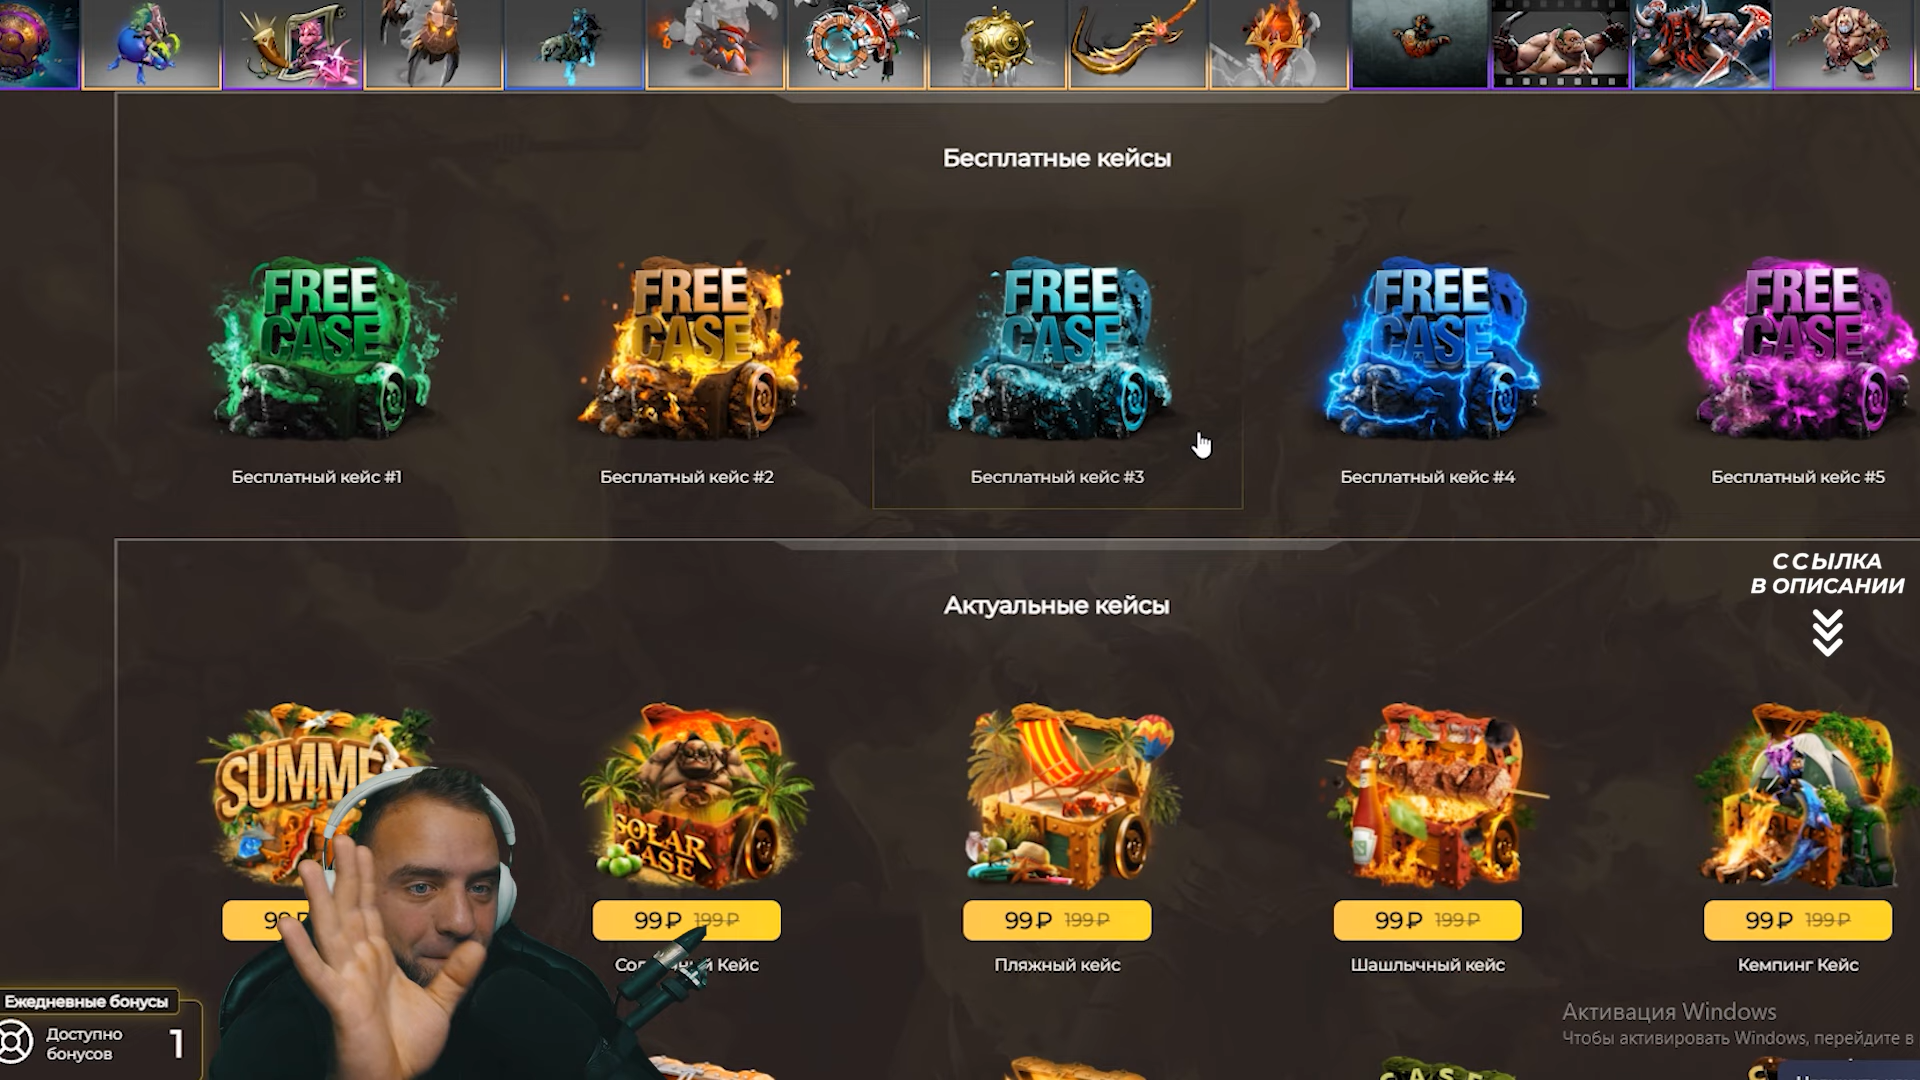 Бесплатные кейсы
FREE CASE
FREE CASE
FREE CASE
FREE CASE
FREE CASE
Бесплатный кейс #1
Бесплатный кейс #2
Бесплатный кейс #3
Бесплатный кейс #4
Бесплатный кейс #5
ССЫЛКА
В ОПИСАНИИ
Актуальные кейсы
SOLAR
CASE
99₽ 199₽
99₽ 199₽
99₽ 199₽
99₽ 199₽
Кейс
Пляжный кейс
Шашлычный кейс
Кемпинг Кейс
Ежедневные бонусы
Доступно
бонусов
1
Активация Windows
Чтобы активировать Windows, перейдите в
CASE